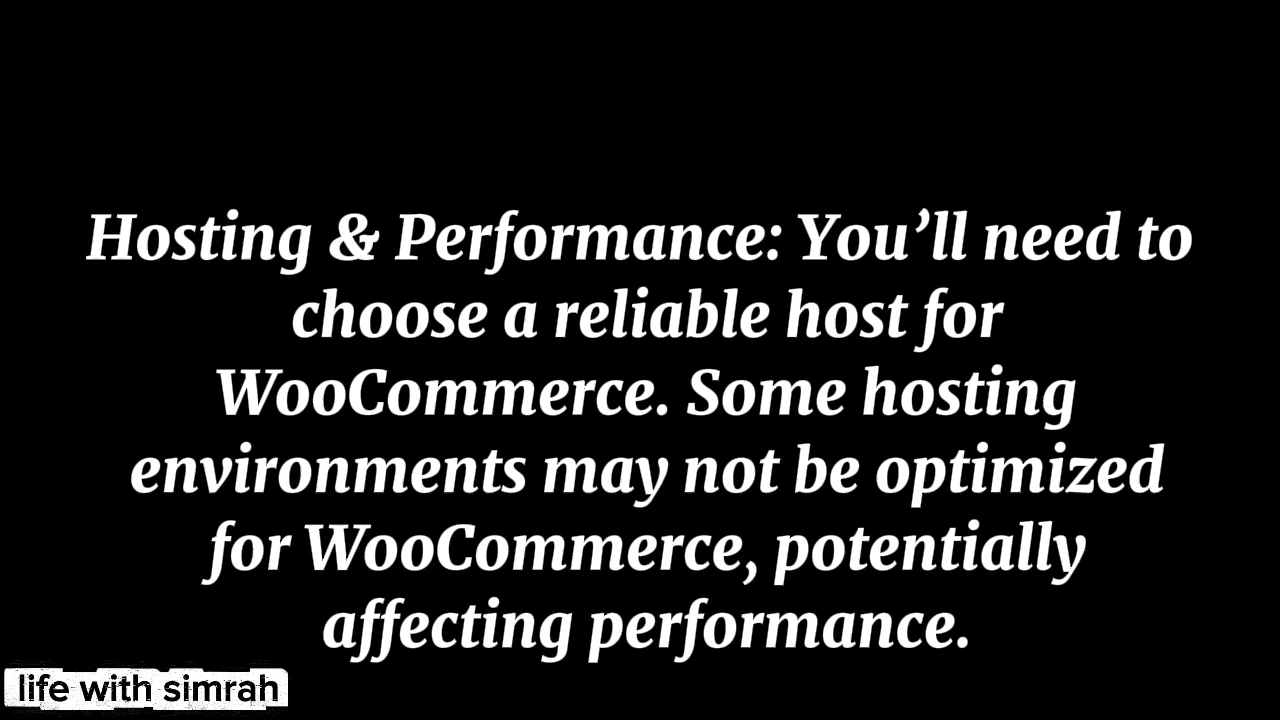 Hosting & Performance: You’ll need to
choose a reliable host for
WooCommerce. Some hosting
environments may not be optimized
for WooCommerce, potentially
affecting performance.
life with simrah